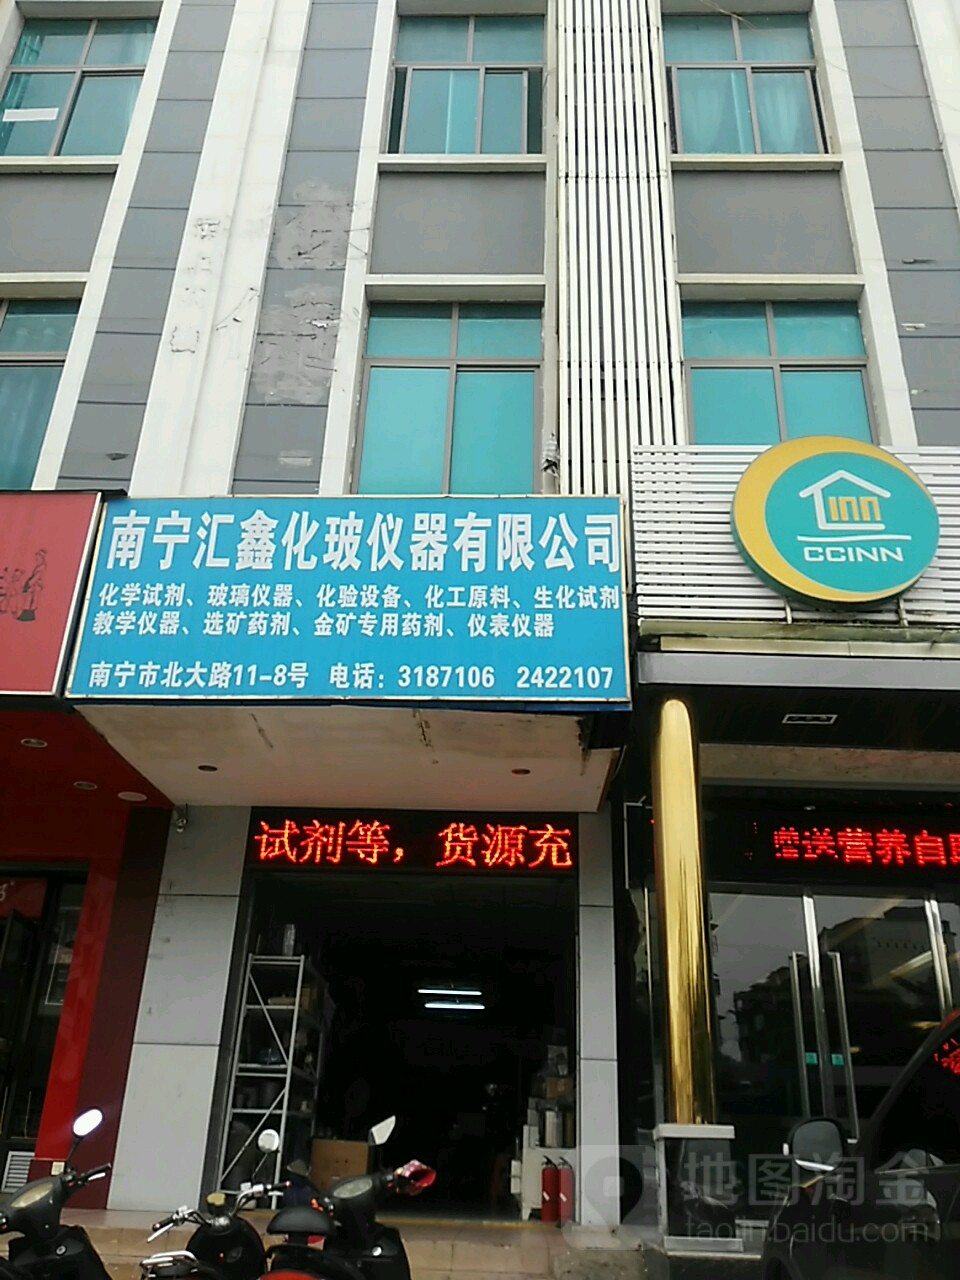 南宁汇鑫化玻仪器有限公司
化学试剂、玻璃仪器、化验设备、化工原料、生化试剂
教学仪器、选矿药剂、金矿专用药剂、仪表仪器
南宁市北大路11-8号 电话：3187106 2422107
inn
CCINN
试剂等，货源充
送营养自
地图淘金
taojin.baidu.com